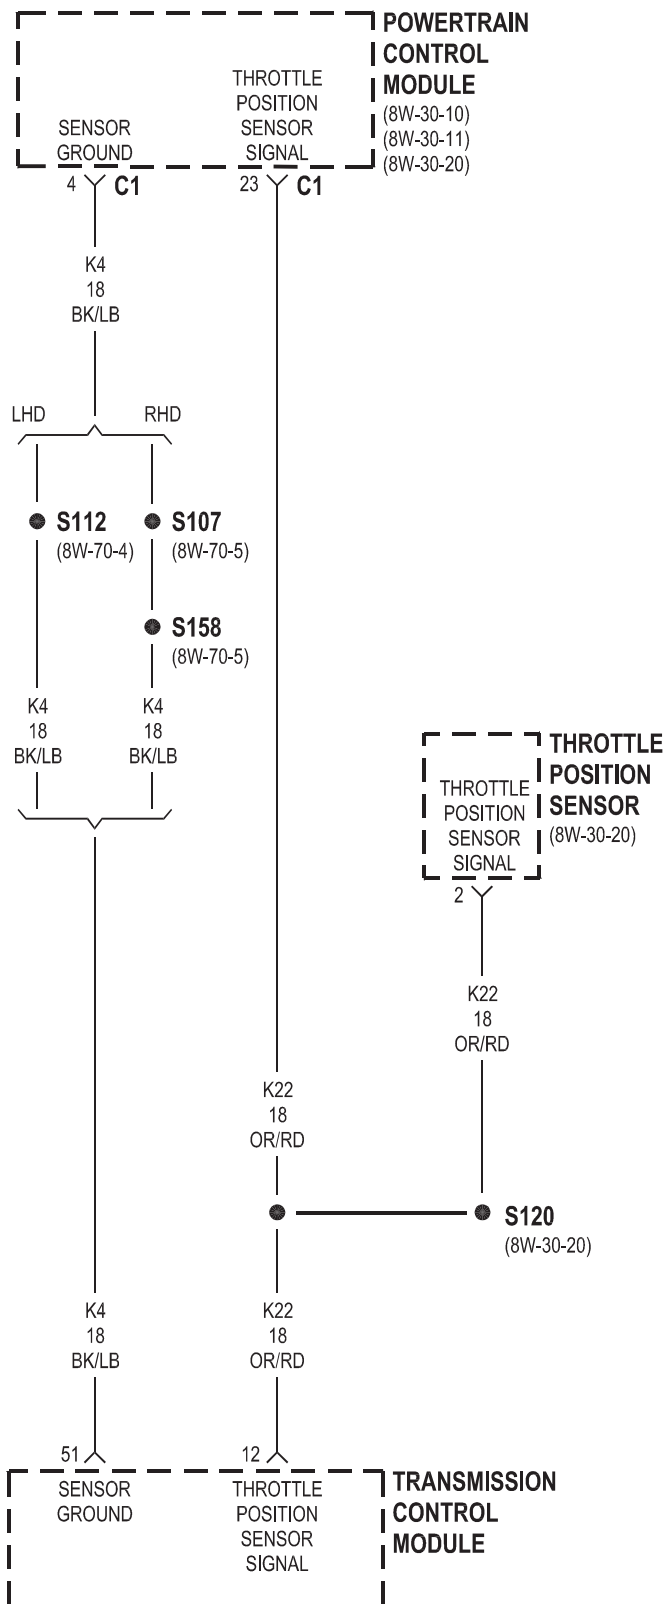 POWERTRAIN
CONTROL
MODULE
(8W-30-10)
(8W-30-11)
(8W-30-20)
SENSOR
GROUND
THROTTLE
POSITION
SENSOR
SIGNAL
4 C1
23 C1
K4
18
BK/LB
LHD RHD
S112
(8W-70-4)
S107
(8W-70-5)
S158
(8W-70-5)
K4
18
BK/LB
K4
18
BK/LB
THROTTLE
POSITION
SENSOR
(8W-30-20)
THROTTLE
POSITION
SENSOR
SIGNAL
2
K22
18
OR/RD
K22
18
OR/RD
S120
(8W-30-20)
K4
18
BK/LB
K22
18
OR/RD
51
12
SENSOR
GROUND
THROTTLE
POSITION
SENSOR
SIGNAL
TRANSMISSION
CONTROL
MODULE